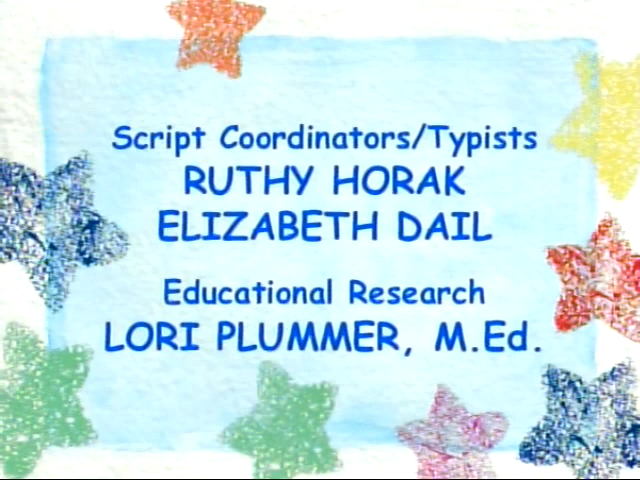 Script Coordinators/Typists
RUTHY HORAK
ELIZABETH DAIL
Educational Research
LORI PLUMMER, M.Ed.